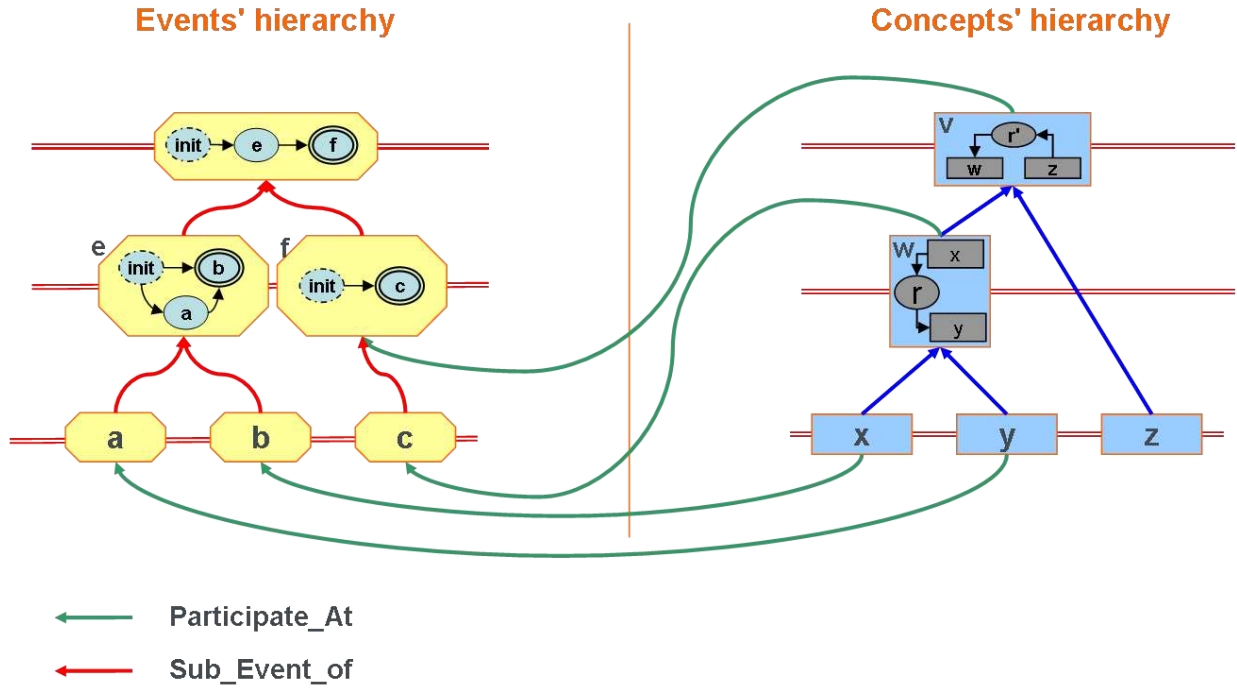 Events' hierarchy
Concepts' hierarchy
init e f
V
r'
w z
e
init b
a
f
init c
W
x
r
y
a b c
x y z
Participate_At
Sub_Event_of